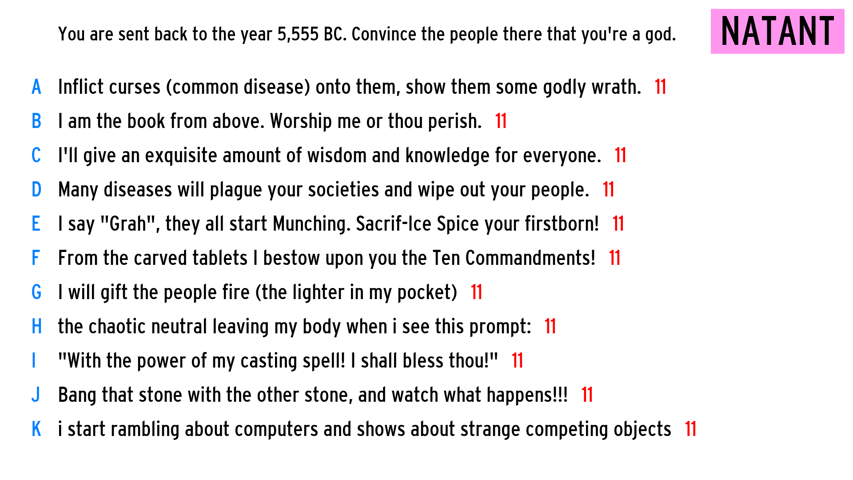 You are sent back to the year 5,555 BC. Convince the people there that you're a god.
NATANT
A Inflict curses (common disease) onto them, show them some godly wrath. 11
B I am the book from above. Worship me or thou perish. 11
C I'll give an exquisite amount of wisdom and knowledge for everyone. 11
D Many diseases will plague your societies and wipe out your people. 11
E I say "Grah", they all start Munching. Sacrif-Ice Spice your firstborn! 11
F From the carved tablets I bestow upon you the Ten Commandments! 11
G I will gift the people fire (the lighter in my pocket) 11
H the chaotic neutral leaving my body when i see this prompt: 11
I "With the power of my casting spell! I shall bless thou!" 11
J Bang that stone with the other stone, and watch what happens!!! 11
K i start rambling about computers and shows about strange competing objects 11